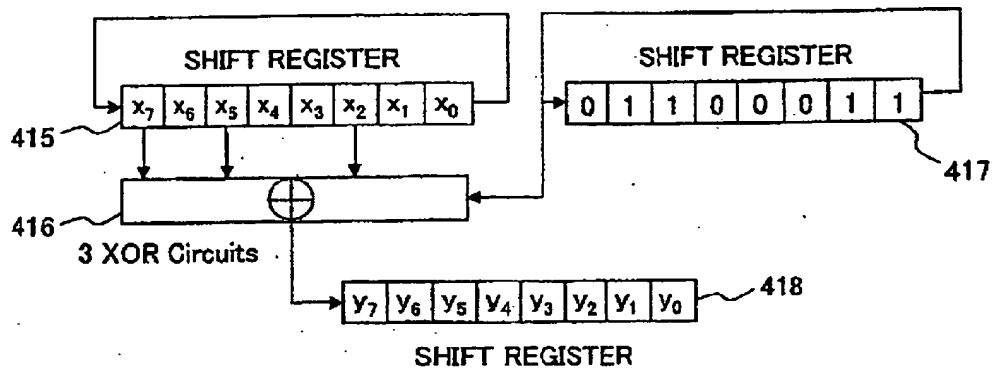 SHIFT REGISTER
SHIFT REGISTER
x7 x6 x5 x4 x3 x2 x1 x0
0 1 1 0 0 0 1 1
415
417
416
3 XOR Circuits
y7 y6 y5 y4 y3 y2 y1 y0
418
SHIFT REGISTER